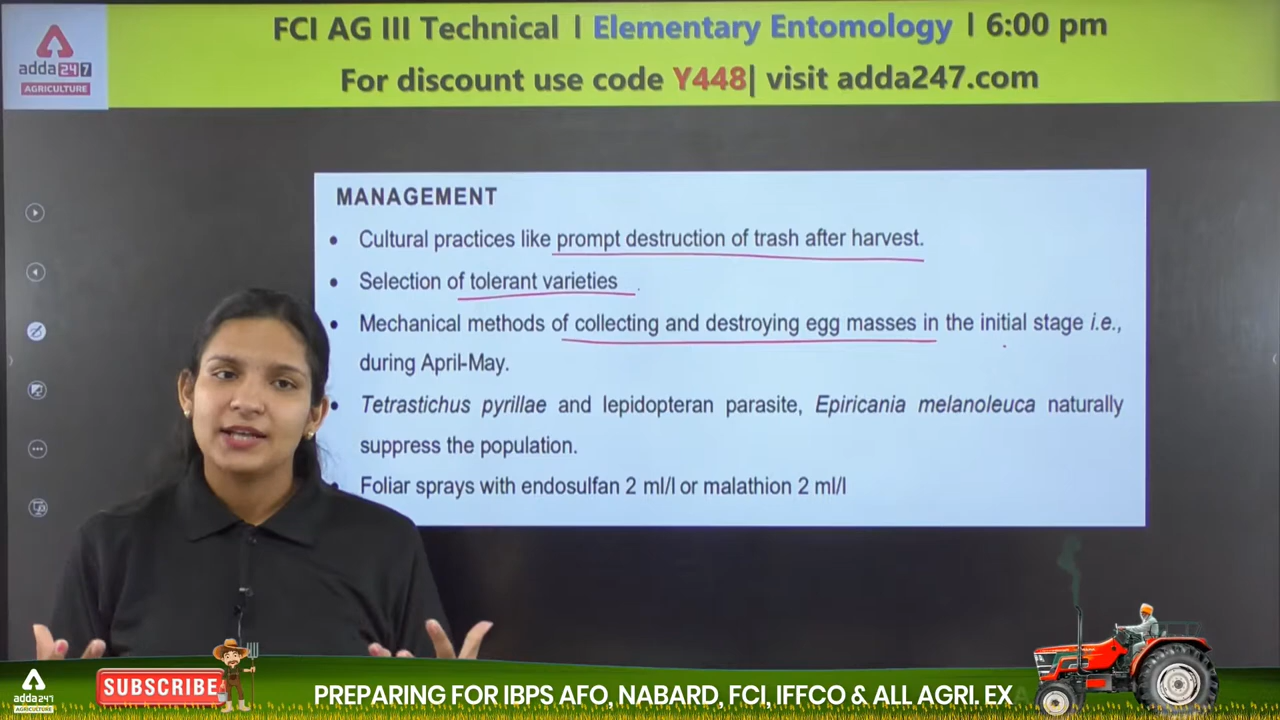 FCI AG III Technical I Elementary Entomology I 6:00 pm
For discount use code Y448| visit adda247.com
adda247
AGRICULTURE
MANAGEMENT
• Cultural practices like prompt destruction of trash after harvest.
• Selection of tolerant varieties
• Mechanical methods of collecting and destroying egg masses in the initial stage i.e.,
during April-May.
• Tetrastichus pyrillae and lepidopteran parasite, Epiricania melanoleuca naturally
suppress the population.
• Foliar sprays with endosulfan 2 ml/l or malathion 2 ml/l
adda247
AGRICULTURE
SUBSCRIBE
PREPARING FOR IBPS AFO, NABARD, FCI, IFFCO & ALL AGRI. EX